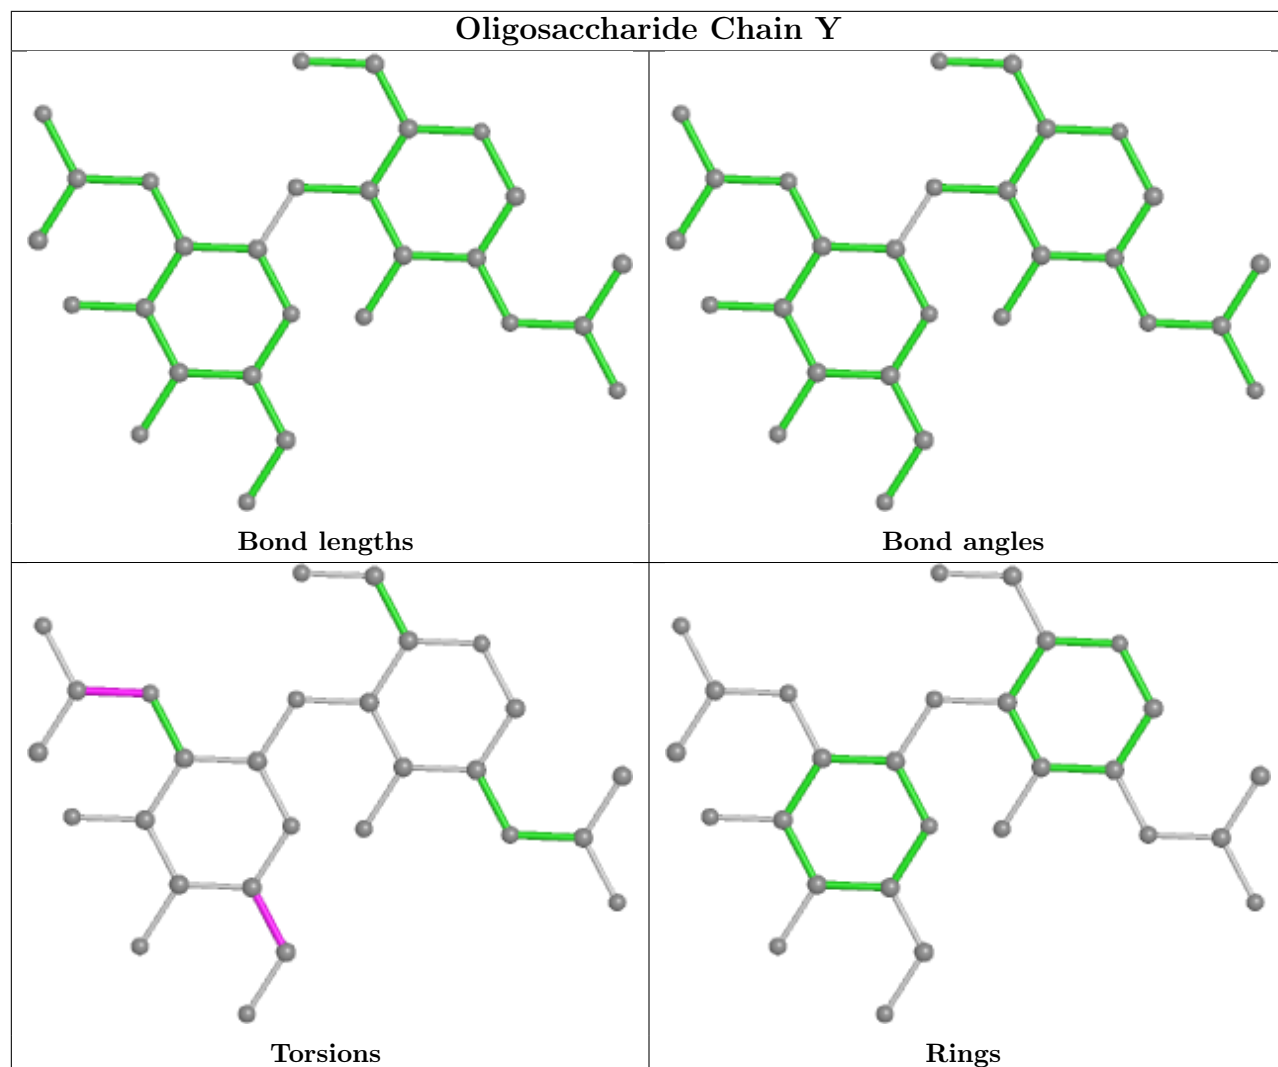 Oligosaccharide Chain Y
Bond lengths
Bond angles
Torsions
Rings